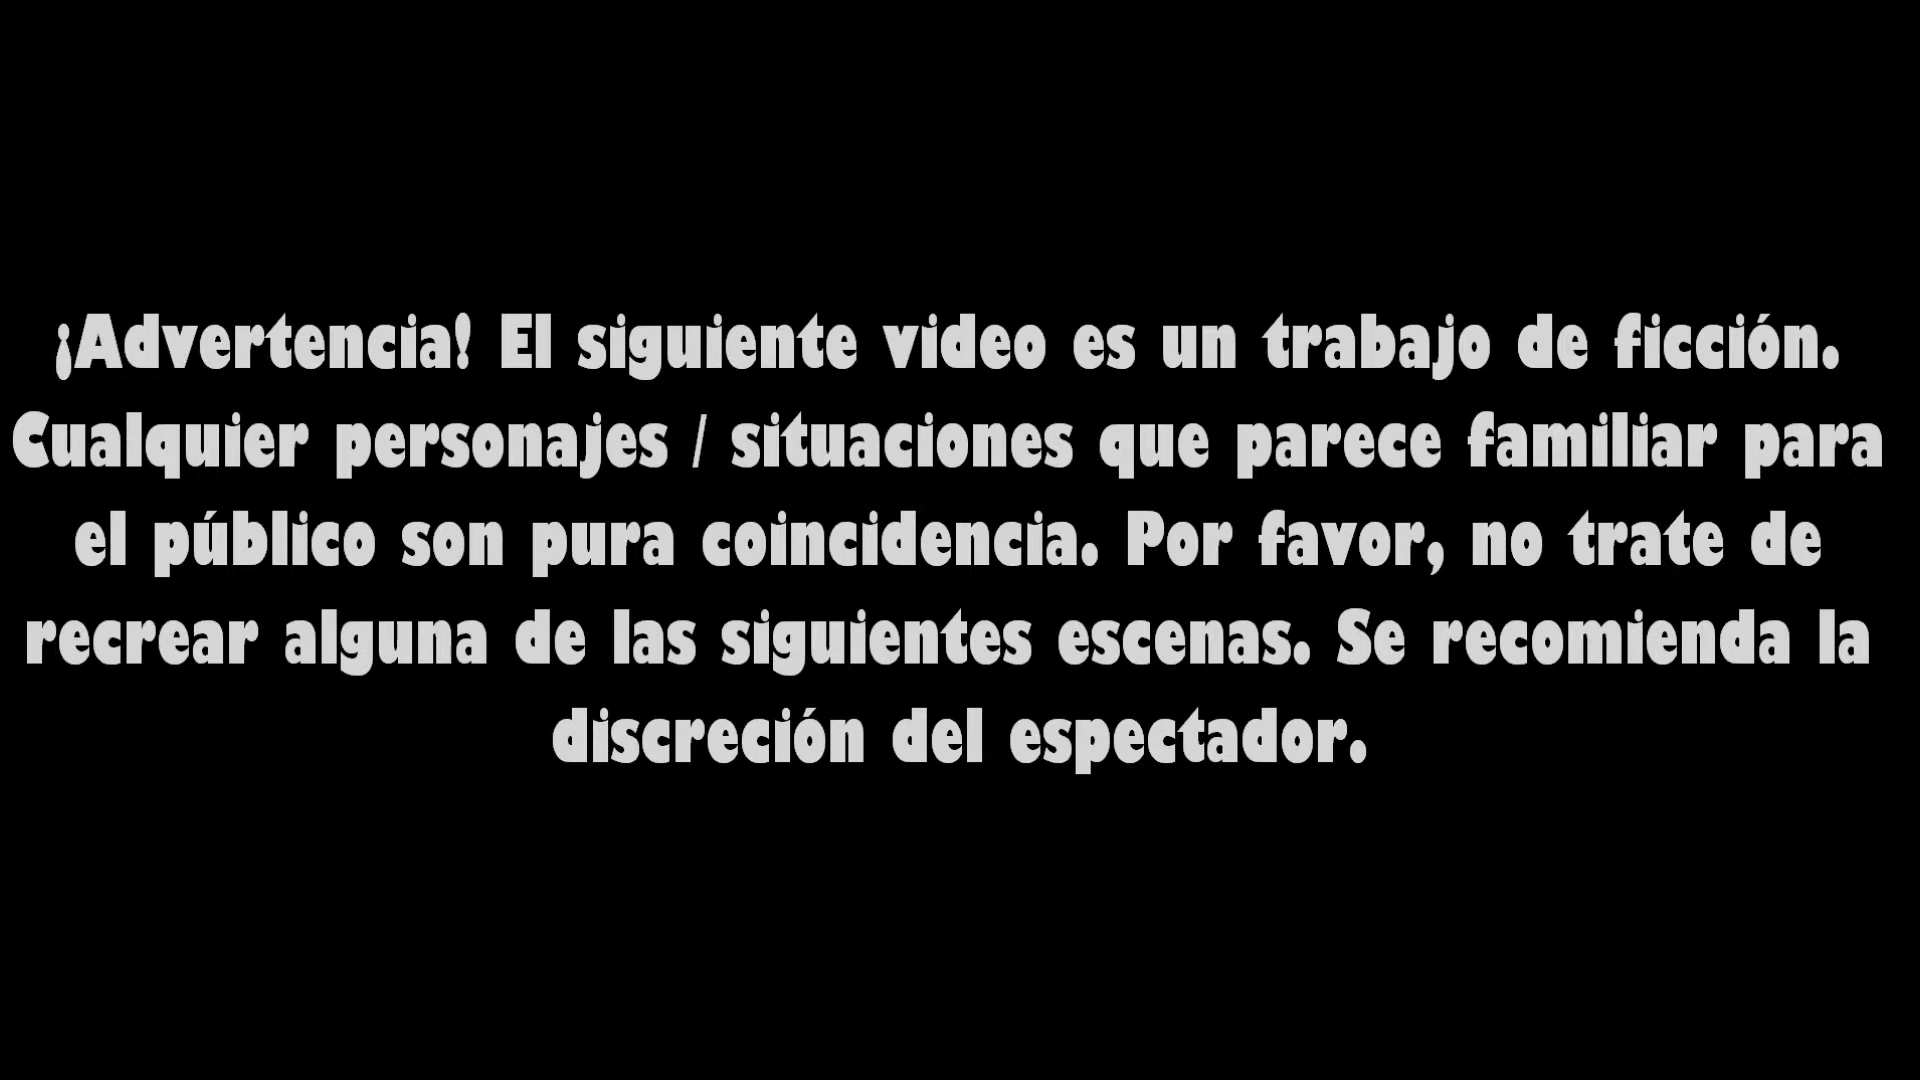 ¡Advertencia! El siguiente video es un trabajo de ficción.
Cualquier personajes / situaciones que parece familiar para
el público son pura coincidencia. Por favor, no trate de
recrear alguna de las siguientes escenas. Se recomienda la
discreción del espectador.